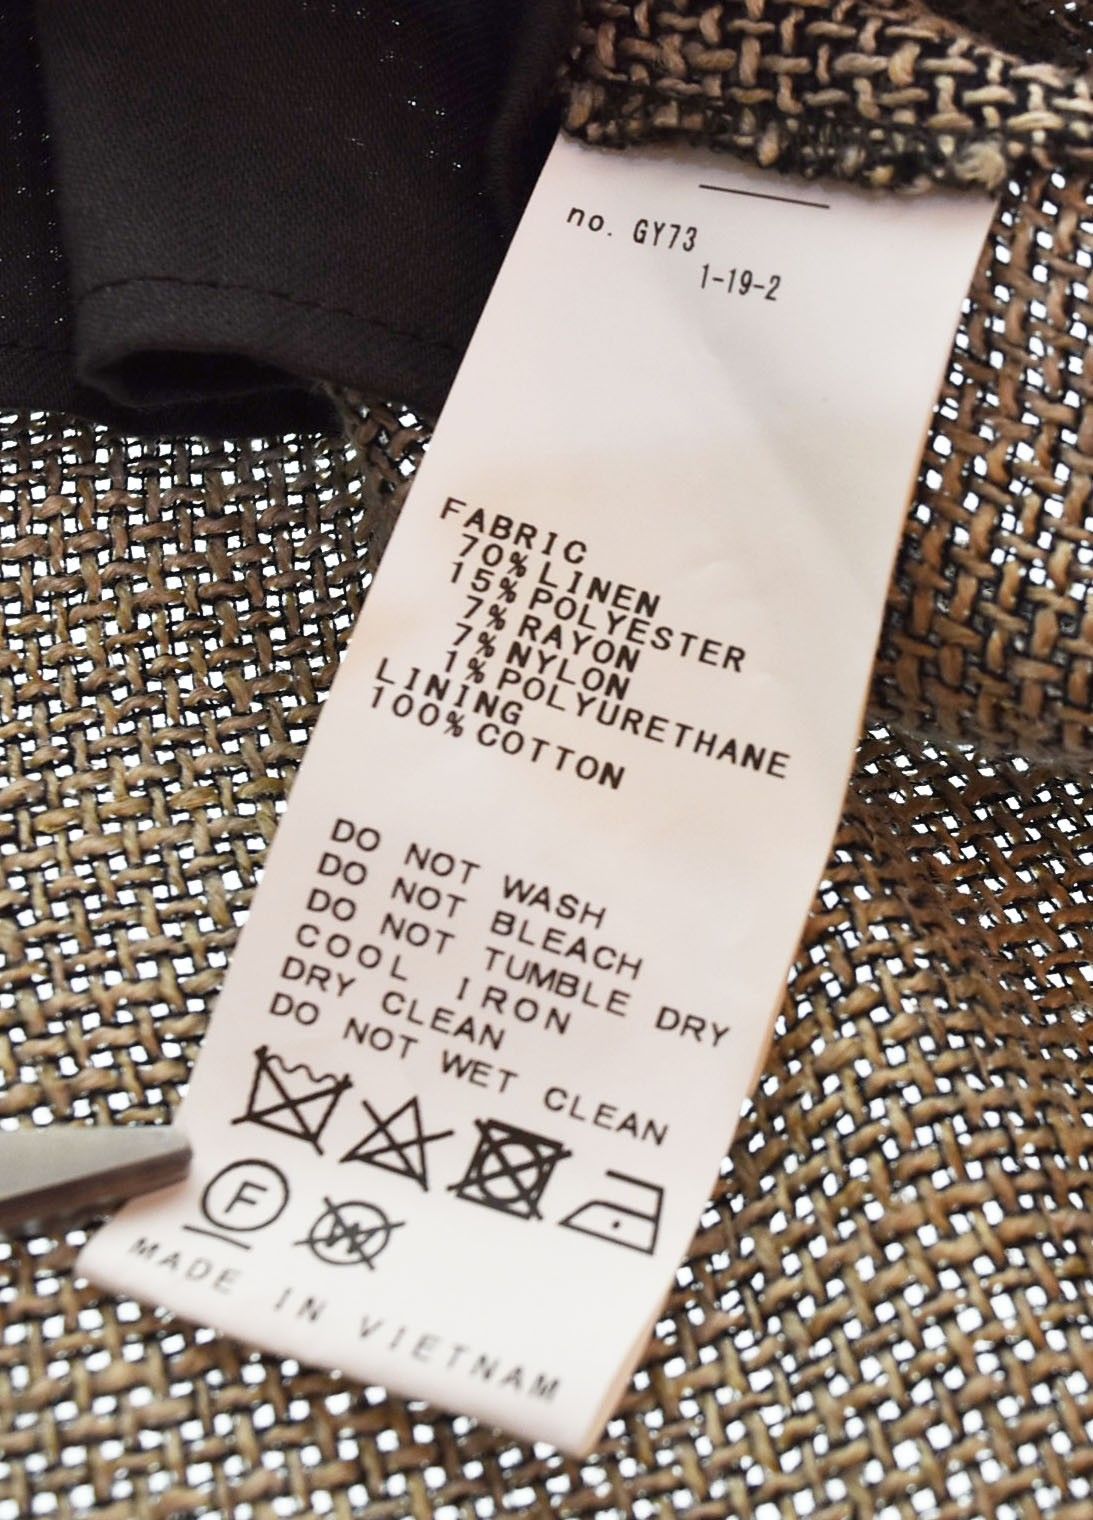 no. GY73
1-19-2
FABRIC
70% LINEN
15% POLYESTER
7% RAYON
7% NYLON
1% POLYURETHANE
LINING
100% COTTON
DO NOT WASH
DO NOT BLEACH
DO NOT TUMBLE DRY
COOL IRON
DRY CLEAN
DO NOT WET CLEAN
F W
MADE IN VIETNAM